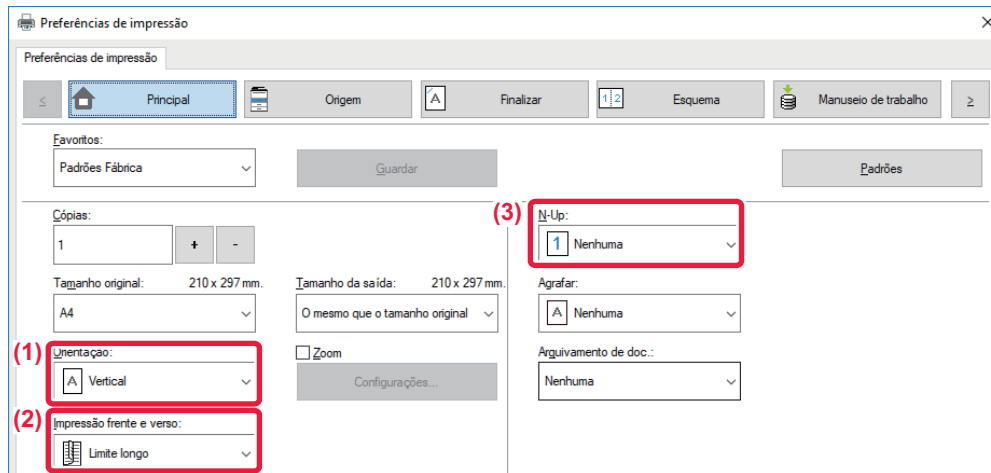 Preferências de impressão
Preferências de impressão
< Principal Origem Finalizar Esquema Manuseio de trabalho >
Favoritos:
Padrões Fábrica Guardar Padrões
Cópias: (3) N-Up:
1 + - 1 Nenhuma
Tamanho original: 210 x 297 mm. Tamanho da saída: 210 x 297 mm. Agrafar:
A4 O mesmo que o tamanho original A Nenhuma
(1) Orientação: Zoom Arquivamento de doc.:
A Vertical Configurações... Nenhuma
(2) Impressão frente e verso:
Limite longo